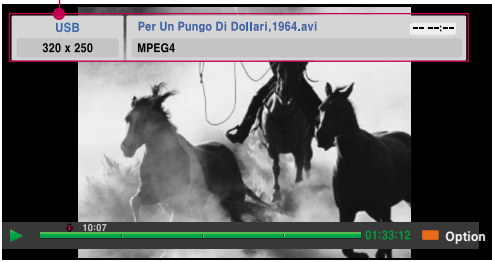 USB
Per Un Pungo Di Dollari,1964.avi
-- --:--
320 x 250
MPEG4
10:07
01:33:12
Option